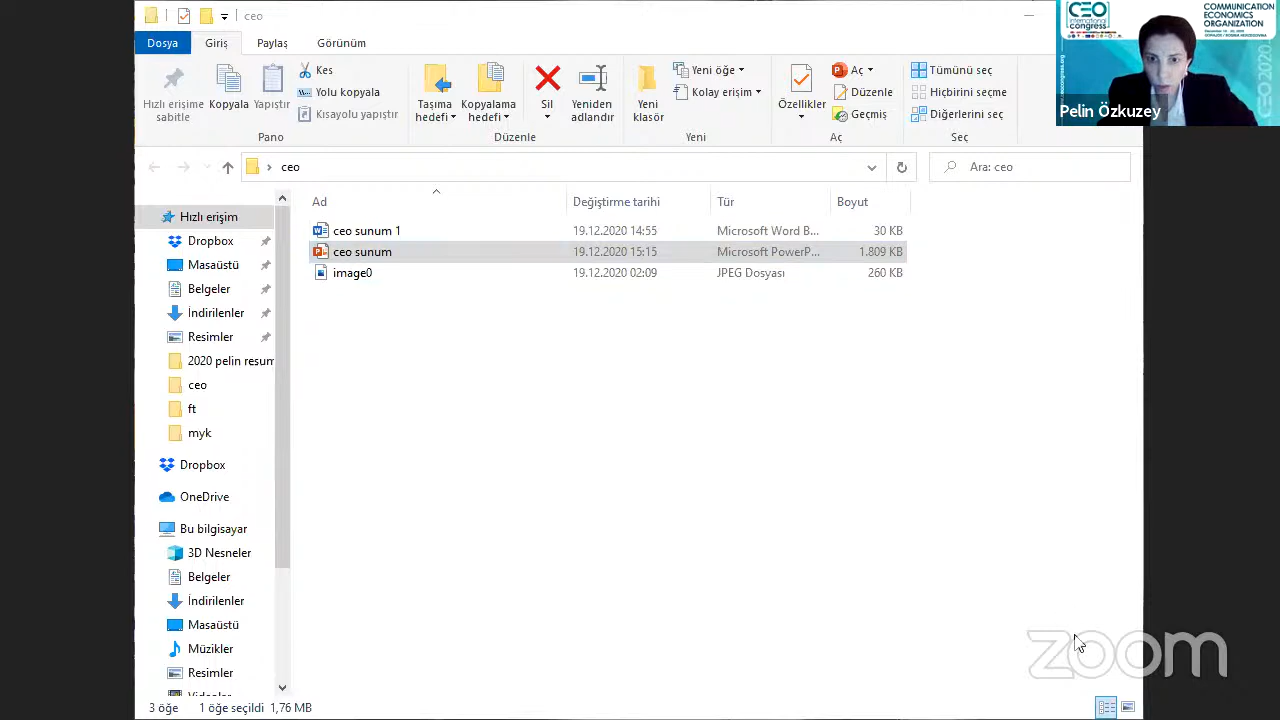 ceo
Dosya Giriş Paylaş Görünüm
Hızlı erişime sabitle
Kopyala
Yapıştır
Kes
Yolu kopyala
Kısayolu yapıştır
Pano
Taşıma hedefi
Kopyalama hedefi
Sil
Yeniden adlandır
Düzenle
Yeni klasör
Yeni öğe
Kolay erişim
Yeni
Özellikler
Aç
Düzenle
Geçmiş
Aç
Tümünü seç
Hiçbirini seçme
Diğerlerini seç
Seç
ceo
Ara: ceo
Ad Değiştirme tarihi Tür Boyut
ceo sunum 1 19.12.2020 14:55 Microsoft Word B... 30 KB
ceo sunum 19.12.2020 15:15 Microsoft PowerP... 1.809 KB
image0 19.12.2020 02:09 JPEG Dosyası 260 KB
Hızlı erişim
Dropbox
Masaüstü
Belgeler
İndirilenler
Resimler
2020 pelin resum
ceo
ft
myk
Dropbox
OneDrive
Bu bilgisayar
3D Nesneler
Belgeler
İndirilenler
Masaüstü
Müzikler
Resimler
Videolar
3 öğe 1 öğe seçildi 1,76 MB
CEO
international
congress
COMMUNICATION
ECONOMICS
ORGANIZATION
CEO2020
Pelin Özkuzey
zoom